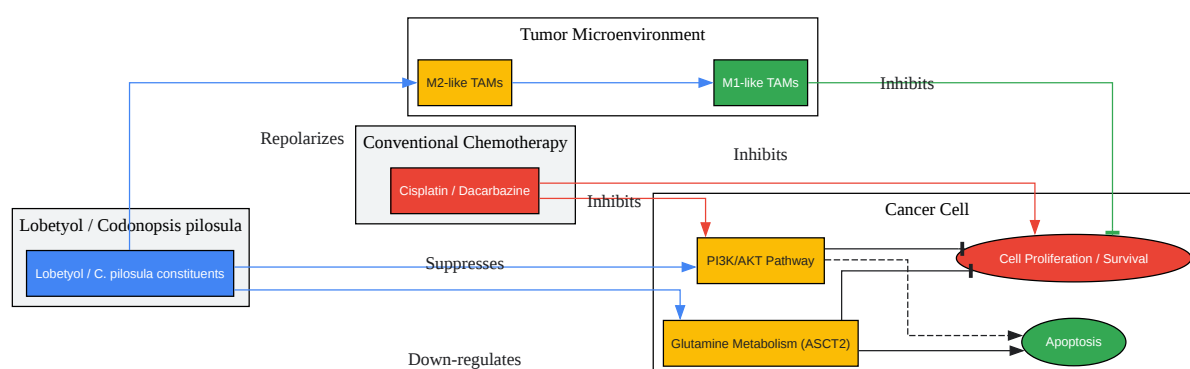 Tumor Microenvironment
M2-like TAMs
M1-like TAMs
Inhibits
Repolarizes
Conventional Chemotherapy
Inhibits
Cisplatin / Dacarbazine
Inhibits
Cancer Cell
Lobetyol / Codonopsis pilosula
Lobetyol / C. pilosula constituents
Suppresses
PI3K/AKT Pathway
Cell Proliferation / Survival
Glutamine Metabolism (ASCT2)
Apoptosis
Down-regulates